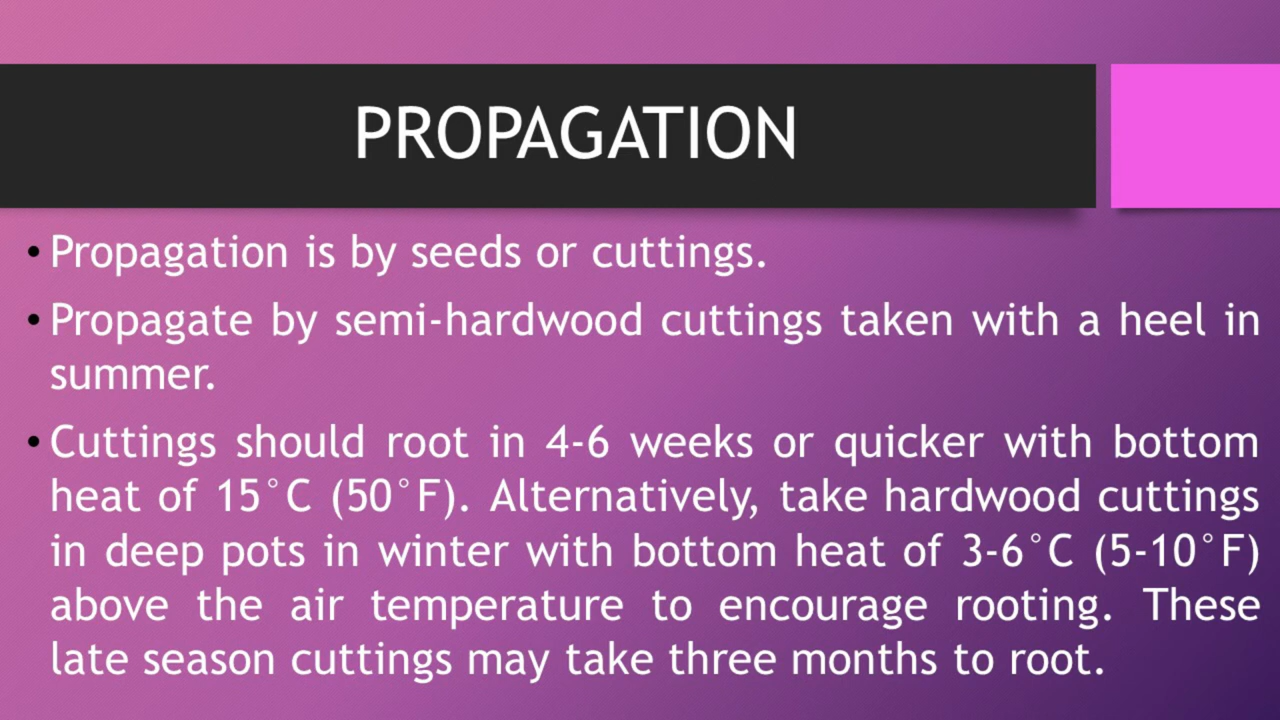 PROPAGATION
• Propagation is by seeds or cuttings.
• Propagate by semi-hardwood cuttings taken with a heel in
summer.
• Cuttings should root in 4-6 weeks or quicker with bottom
heat of 15°C (50°F). Alternatively, take hardwood cuttings
in deep pots in winter with bottom heat of 3-6°C (5-10°F)
above the air temperature to encourage rooting. These
late season cuttings may take three months to root.